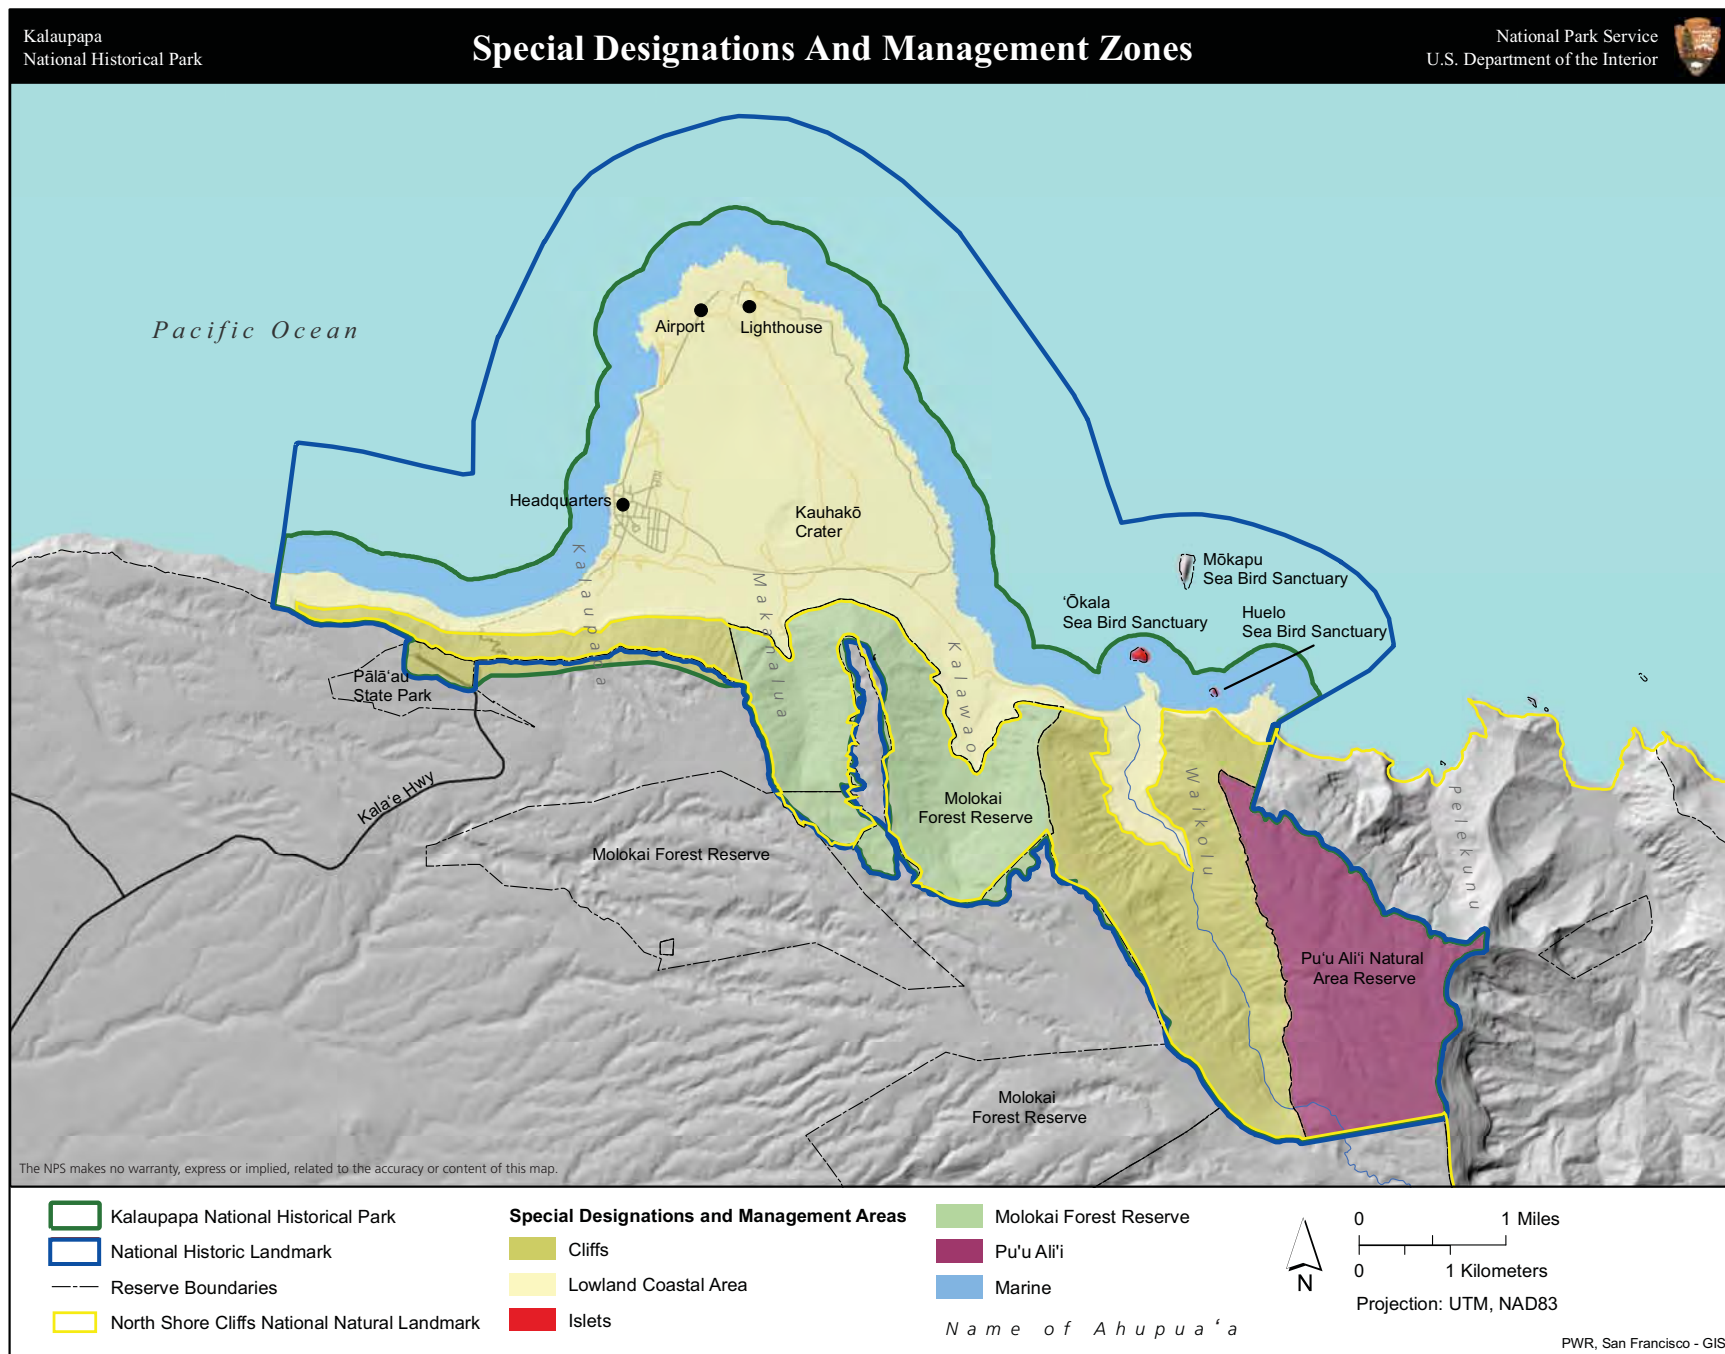 Kalaupapa
National Historical Park
Special Designations And Management Zones
National Park Service
U.S. Department of the Interior
Pacific Ocean
Airport
Lighthouse
Headquarters
Kauhakō
Crater
Mōkapu
Sea Bird Sanctuary
ʻŌkala
Sea Bird Sanctuary
Huelo
Sea Bird Sanctuary
Kalaupapa
Makanalua
Kalawao
Waikolu
Pelekunu
Pālāʻau
State Park
Kalaʻe Hwy
Molokai Forest Reserve
Molokai
Forest Reserve
Puʻu Aliʻi Natural
Area Reserve
Molokai
Forest Reserve
The NPS makes no warranty, express or implied, related to the accuracy or content of this map.
Kalaupapa National Historical Park
National Historic Landmark
Reserve Boundaries
North Shore Cliffs National Natural Landmark
Special Designations and Management Areas
Cliffs
Lowland Coastal Area
Islets
Molokai Forest Reserve
Pu'u Ali'i
Marine
Name of Ahupuaʻa
N
0 1 Miles
0 1 Kilometers
Projection: UTM, NAD83
PWR, San Francisco - GIS